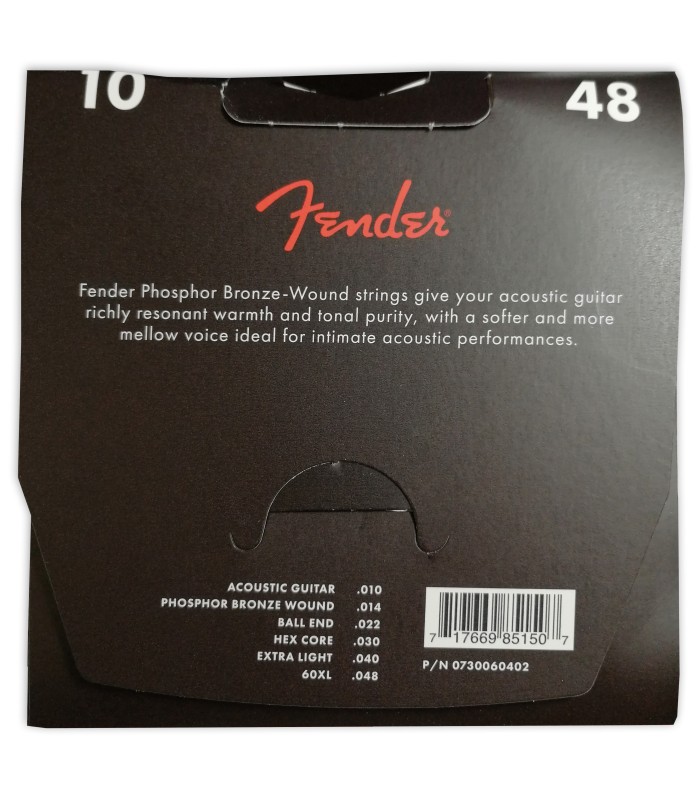 10 48
Fender®
Fender Phosphor Bronze-Wound strings give your acoustic guitar
richly resonant warmth and tonal purity, with a softer and more
mellow voice ideal for intimate acoustic performances.
ACOUSTIC GUITAR .010
PHOSPHOR BRONZE WOUND .014
BALL END .022
HEX CORE .030
EXTRA LIGHT .040
60XL .048
7 17669 85150 7
P/N 0730060402